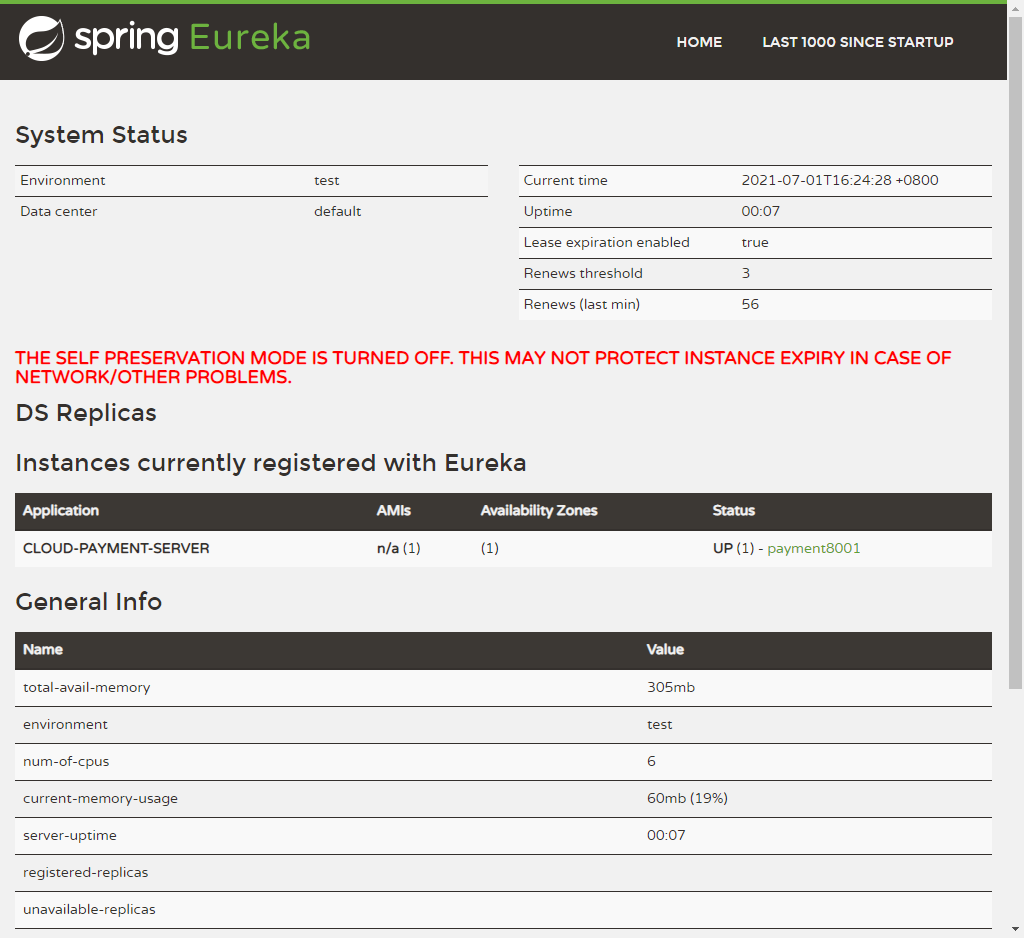 spring Eureka
HOME LAST 1000 SINCE STARTUP
System Status
Environment test
Data center default
Current time 2021-07-01T16:24:28 +0800
Uptime 00:07
Lease expiration enabled true
Renews threshold 3
Renews (last min) 56
THE SELF PRESERVATION MODE IS TURNED OFF. THIS MAY NOT PROTECT INSTANCE EXPIRY IN CASE OF
NETWORK/OTHER PROBLEMS.
DS Replicas
Instances currently registered with Eureka
Application AMIs Availability Zones Status
CLOUD-PAYMENT-SERVER n/a (1) (1) UP (1) - payment8001
General Info
Name Value
total-avail-memory 305mb
environment test
num-of-cpus 6
current-memory-usage 60mb (19%)
server-uptime 00:07
registered-replicas
unavailable-replicas